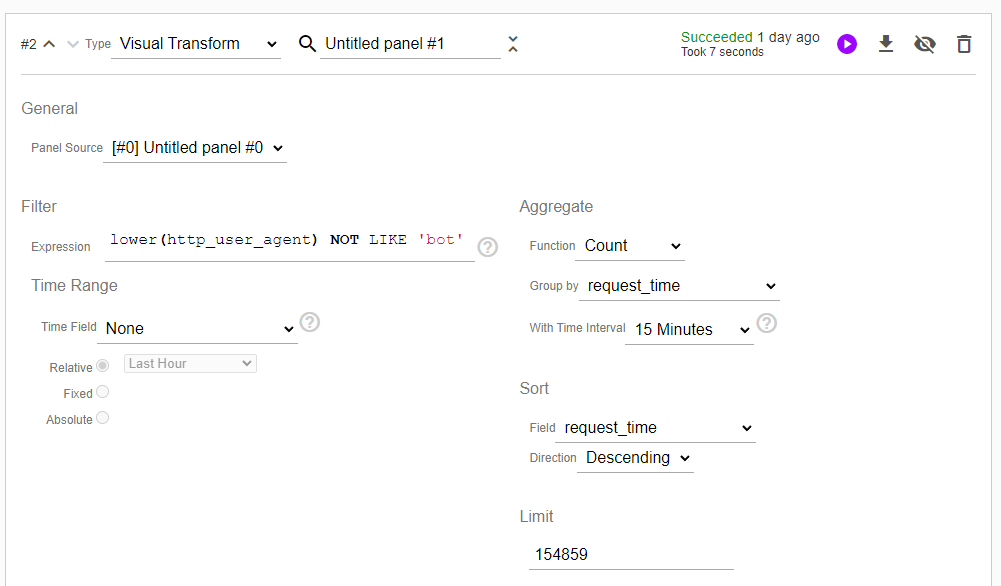 #2 Type Visual Transform Untitled panel #1 Succeeded 1 day ago
Took 7 seconds
General
Panel Source [#0] Untitled panel #0
Filter
Expression lower(http_user_agent) NOT LIKE 'bot' ?
Time Range
Time Field None ?
Relative Last Hour
Fixed
Absolute
Aggregate
Function Count
Group by request_time
With Time Interval 15 Minutes ?
Sort
Field request_time
Direction Descending
Limit
154859